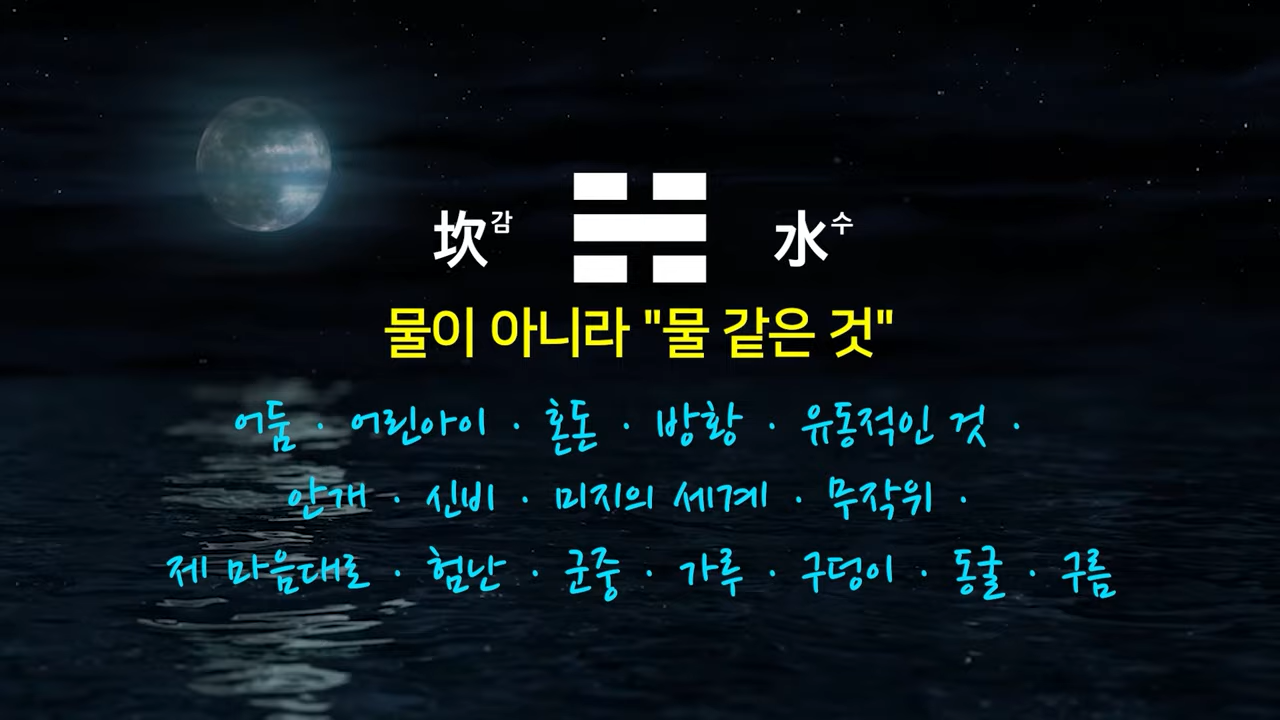 坎감 ☵ 水수
물이 아니라 "물 같은 것"
어둠 · 어린아이 · 혼돈 · 방황 · 유동적인 것 ·
안개 · 신비 · 미지의 세계 · 무작위 ·
제 마음대로 · 험난 · 군중 · 가루 · 구덩이 · 동굴 · 구름